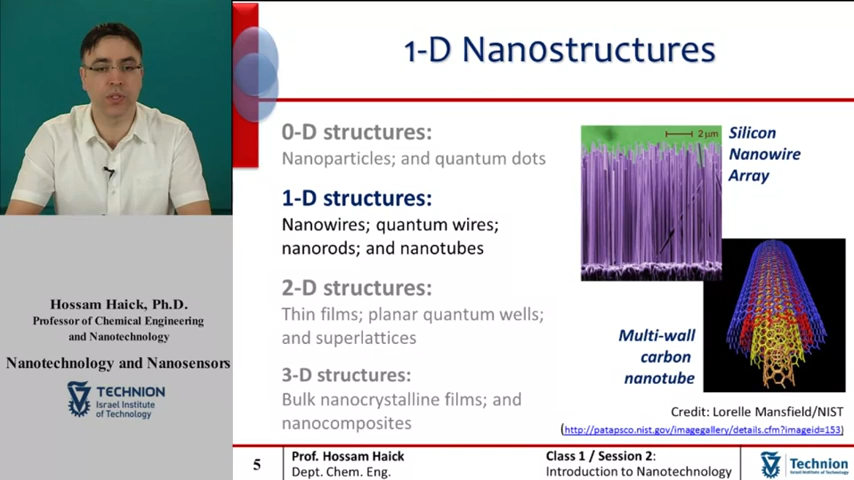 1-D Nanostructures
0-D structures:
Nanoparticles; and quantum dots
1-D structures:
Nanowires; quantum wires;
nanorods; and nanotubes
2-D structures:
Thin films; planar quantum wells;
and superlattices
3-D structures:
Bulk nanocrystalline films; and
nanocomposites
2 μm
Silicon
Nanowire
Array
Multi-wall
carbon
nanotube
Credit: Lorelle Mansfield/NIST
(http://patapsco.nist.gov/imagegallery/details.cfm?imageid=153)
Hossam Haick, Ph.D.
Professor of Chemical Engineering
and Nanotechnology
Nanotechnology and Nanosensors
TECHNION
Israel Institute
of Technology
5
Prof. Hossam Haick
Dept. Chem. Eng.
Class 1 / Session 2:
Introduction to Nanotechnology
Technion
Israel Institute of Technology